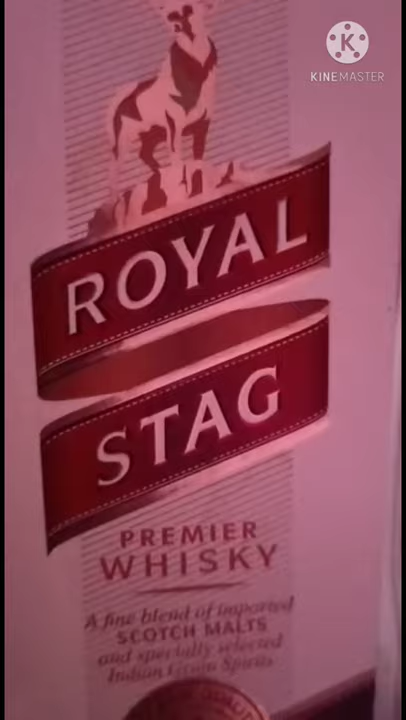 KINEMASTER
ROYAL
STAG
PREMIER
WHISKY
A fine blend of imported
SCOTCH MALTS
and specially selected
Indian Grain Spirits